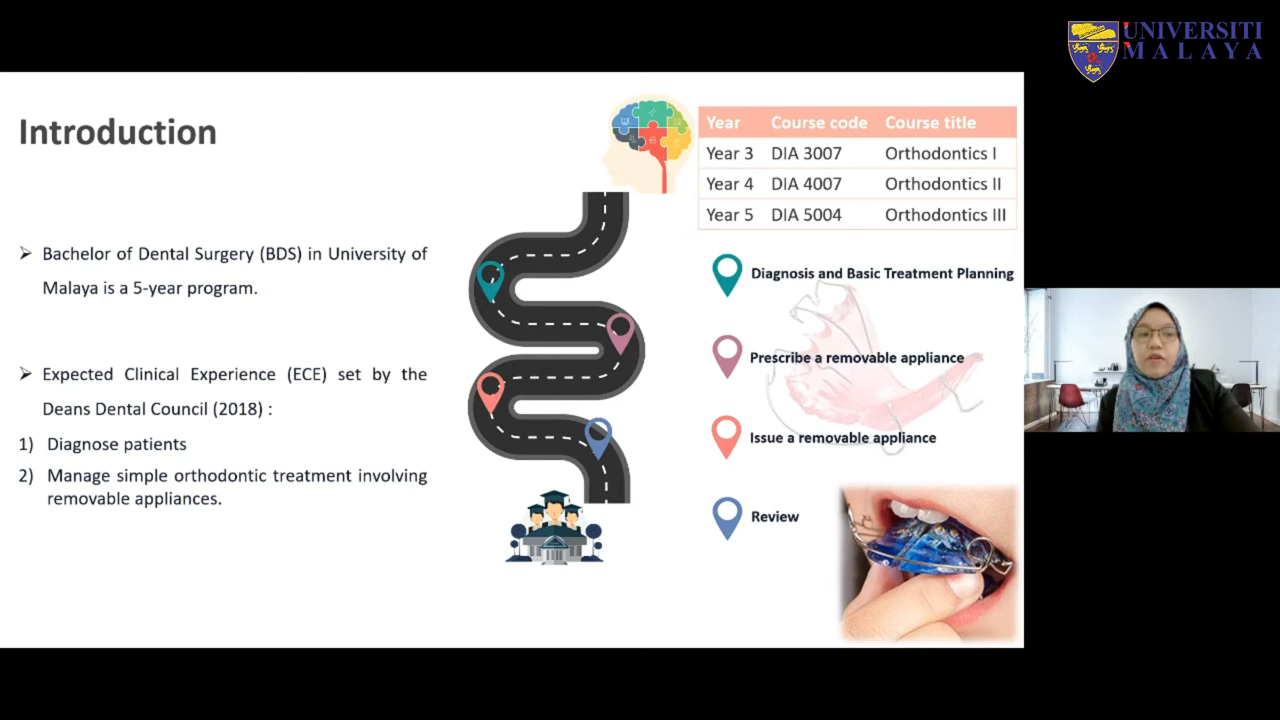 UNIVERSITI
MALAYA
Introduction
Bachelor of Dental Surgery (BDS) in University of
Malaya is a 5-year program.
Expected Clinical Experience (ECE) set by the
Deans Dental Council (2018) :
1) Diagnose patients
2) Manage simple orthodontic treatment involving
removable appliances.
Year Course code Course title
Year 3 DIA 3007 Orthodontics I
Year 4 DIA 4007 Orthodontics II
Year 5 DIA 5004 Orthodontics III
Diagnosis and Basic Treatment Planning
Prescribe a removable appliance
Issue a removable appliance
Review